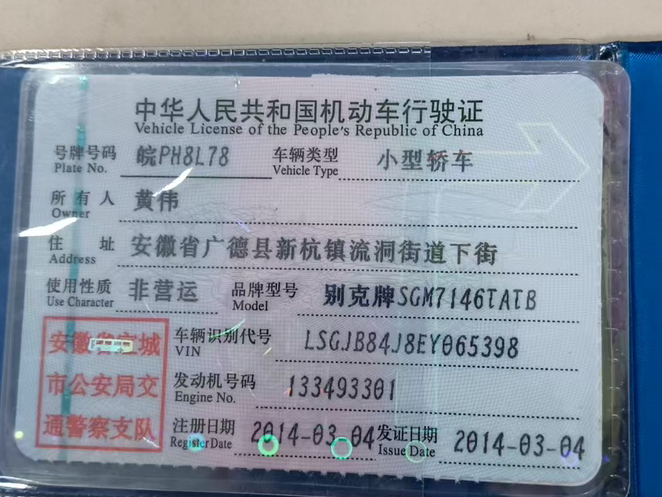 中华人民共和国机动车行驶证
Vehicle License of the People's Republic of China
号牌号码 皖PH8L78 车辆类型 小型轿车
Plate No. Vehicle Type
所有人 黄伟
Owner
住址 安徽省广德县新杭镇流洞街道下街
Address
使用性质 非营运 品牌型号 别克牌SGM7146TATB
Use Character Model
安徽省宣城 车辆识别代号 LSGJB84J8EY065398
VIN
市公安局交 发动机号码 133493301
Engine No.
通警察支队 注册日期 2014-03-04 发证日期 2014-03-04
Register Date Issue Date